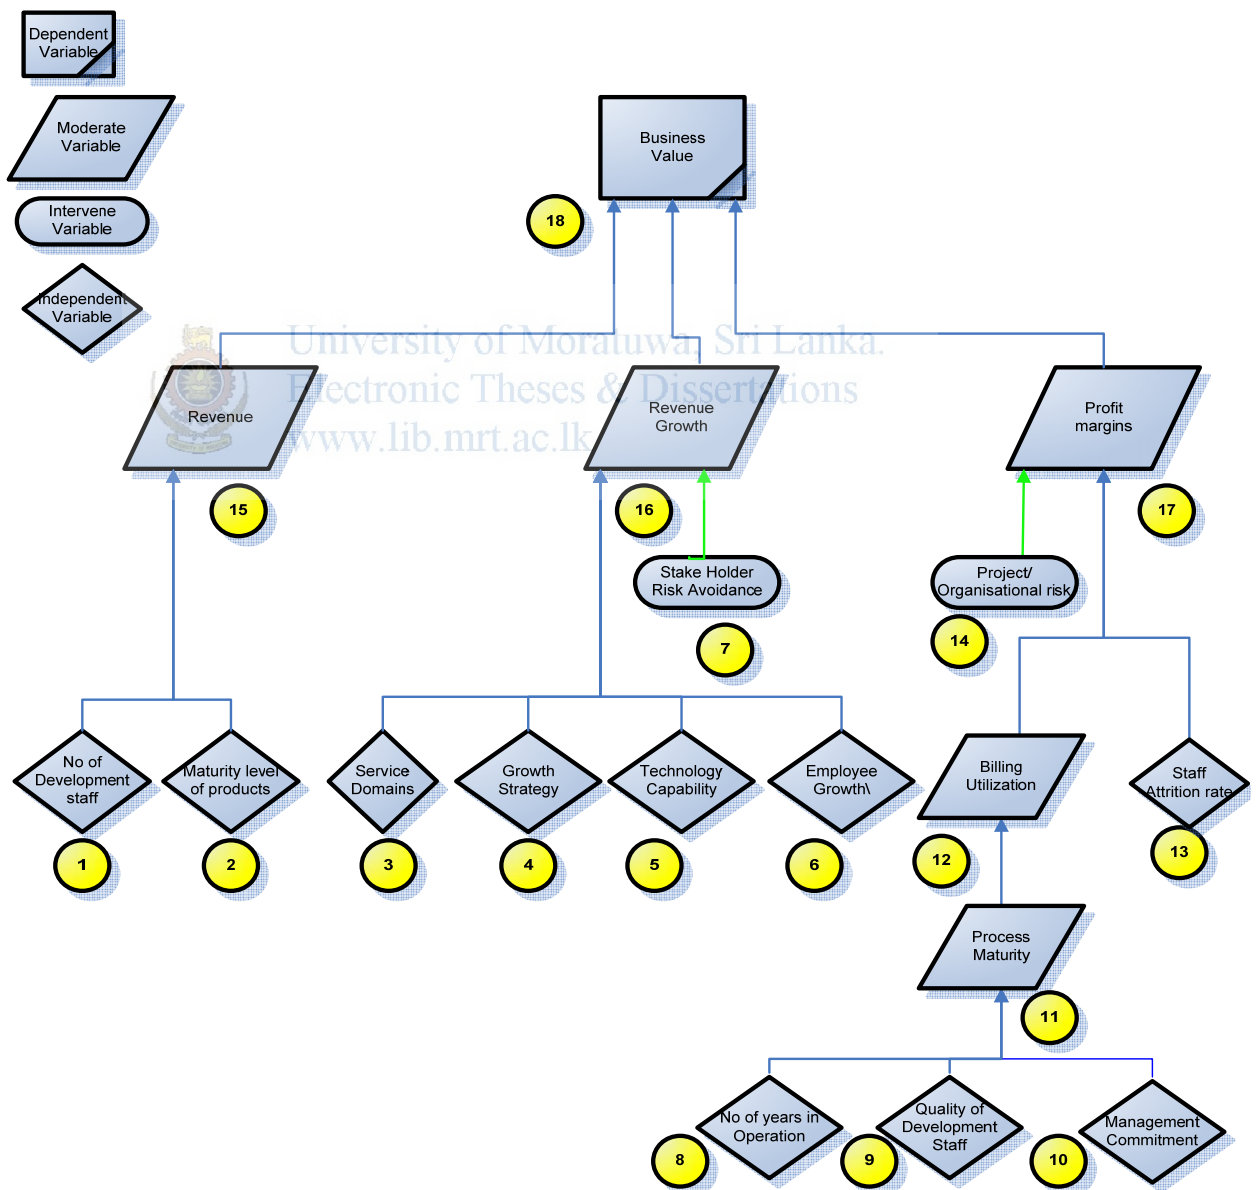 Dependent
Variable
Moderate
Variable
Intervene
Variable
Independent
Variable
Business
Value
18
University of Moratuwa, Sri Lanka.
Electronic Theses & Dissertations
www.lib.mrt.ac.lk
Revenue
Revenue
Growth
Profit
margins
15
16
17
Stake Holder
Risk Avoidance
Project/
Organisational risk
7
14
No of
Development
staff
Maturity level
of products
Service
Domains
Growth
Strategy
Technology
Capability
Employee
Growth\
Billing
Utilization
Staff
Attrition rate
1
2
3
4
5
6
12
13
Process
Maturity
11
No of years in
Operation
Quality of
Development
Staff
Management
Commitment
8
9
10